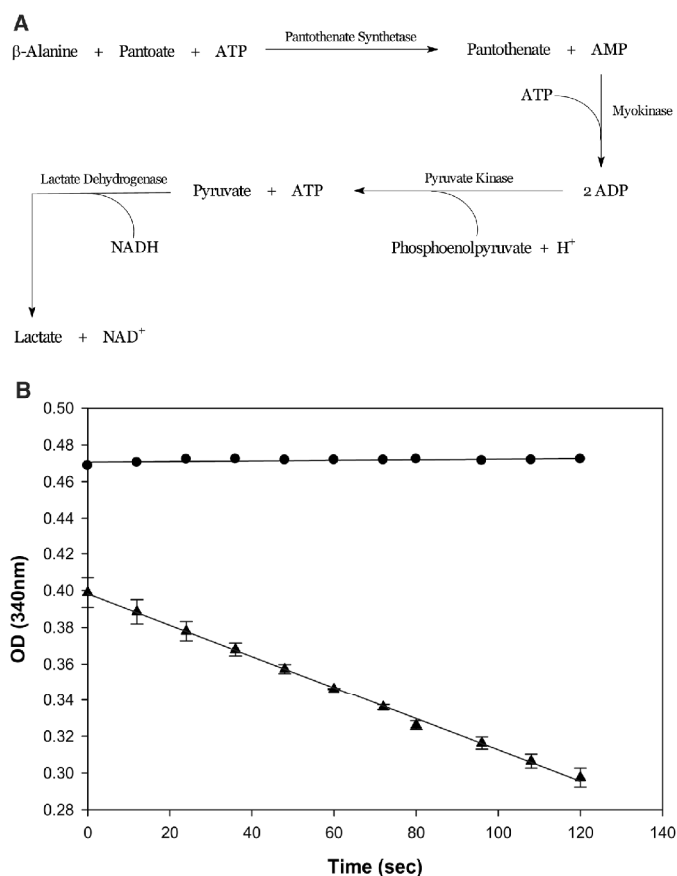 A
Pantothenate Synthetase
β-Alanine + Pantoate + ATP Pantothenate + AMP
ATP
Myokinase
Lactate Dehydrogenase Pyruvate Kinase
Pyruvate + ATP 2 ADP
NADH Phosphoenolpyruvate + H⁺
Lactate + NAD⁺
B
0.50
0.48
0.46
0.44
0.42
0.40
0.38
0.36
0.34
0.32
0.30
0.28
OD (340nm)
0 20 40 60 80 100 120 140
Time (sec)